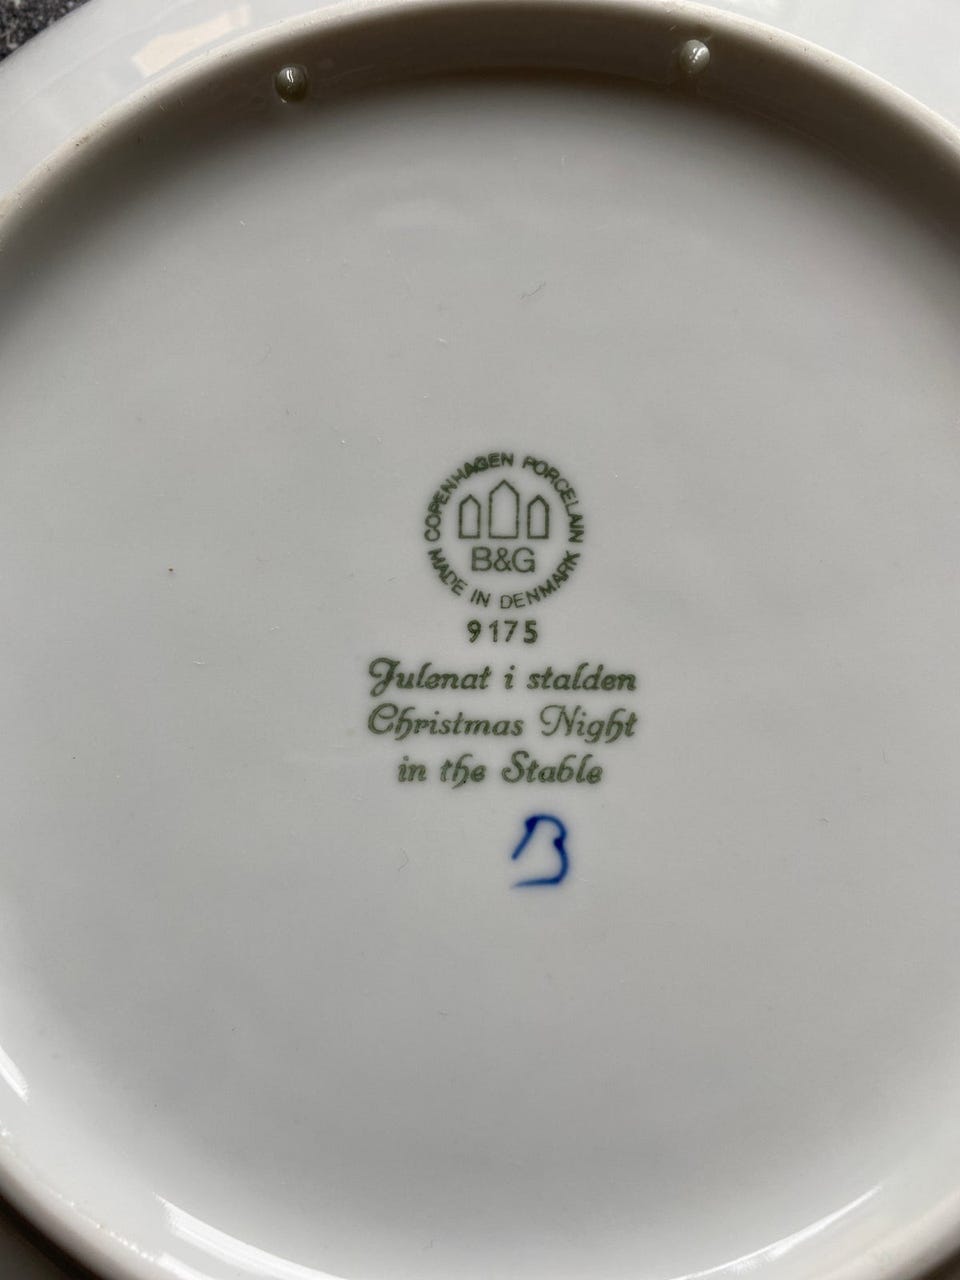 COPENHAGEN PORCELAIN
B&G
MADE IN DENMARK
9175
Julenat i stalden
Christmas Night
in the Stable
B